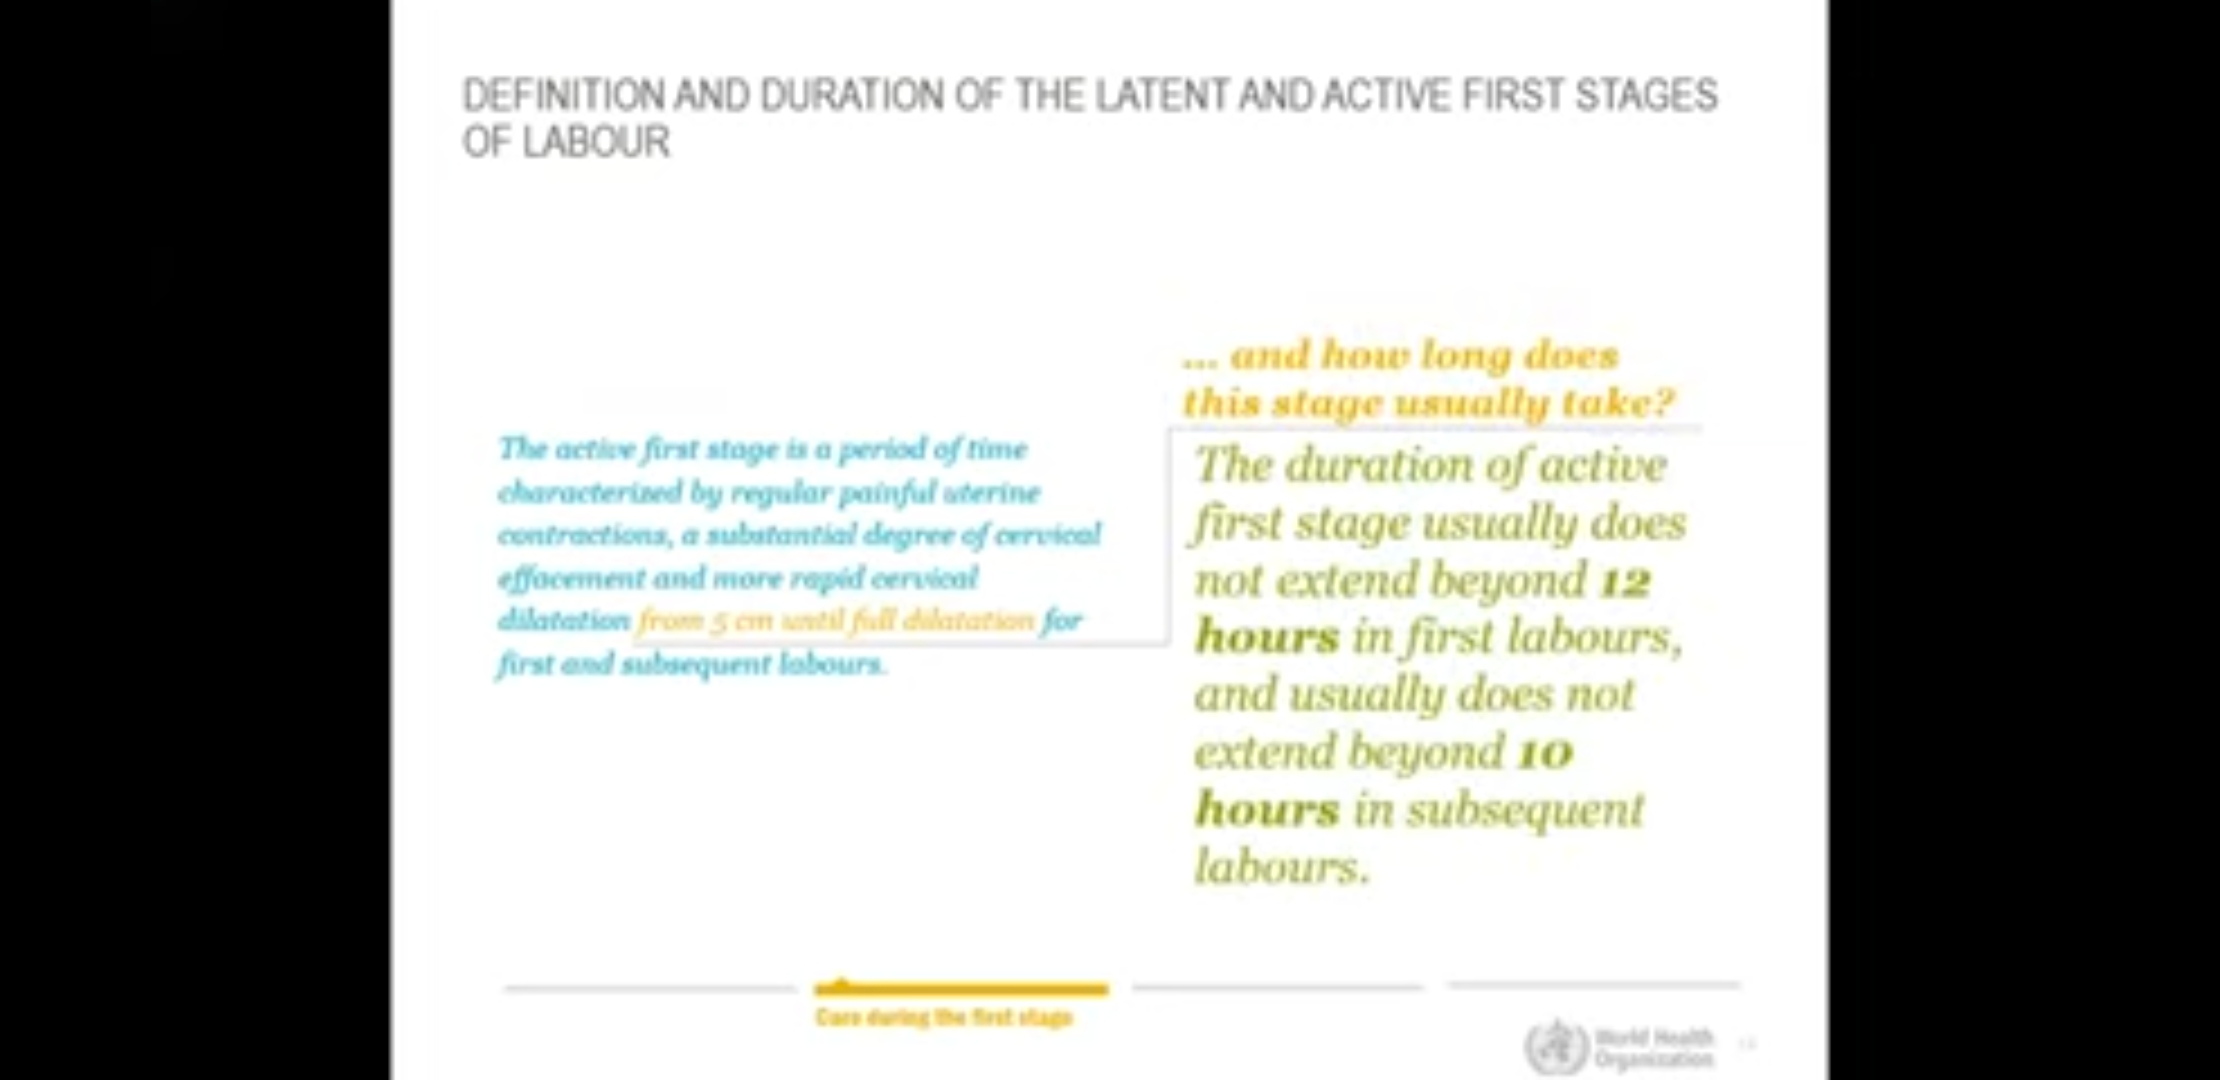 DEFINITION AND DURATION OF THE LATENT AND ACTIVE FIRST STAGES
OF LABOUR
The active first stage is a period of time
characterized by regular painful uterine
contractions, a substantial degree of cervical
effacement and more rapid cervical
dilatation from 5 cm until full dilatation for
first and subsequent labours.
... and how long does
this stage usually take?
The duration of active
first stage usually does
not extend beyond 12
hours in first labours,
and usually does not
extend beyond 10
hours in subsequent
labours.
Care during the first stage
World Health
Organization